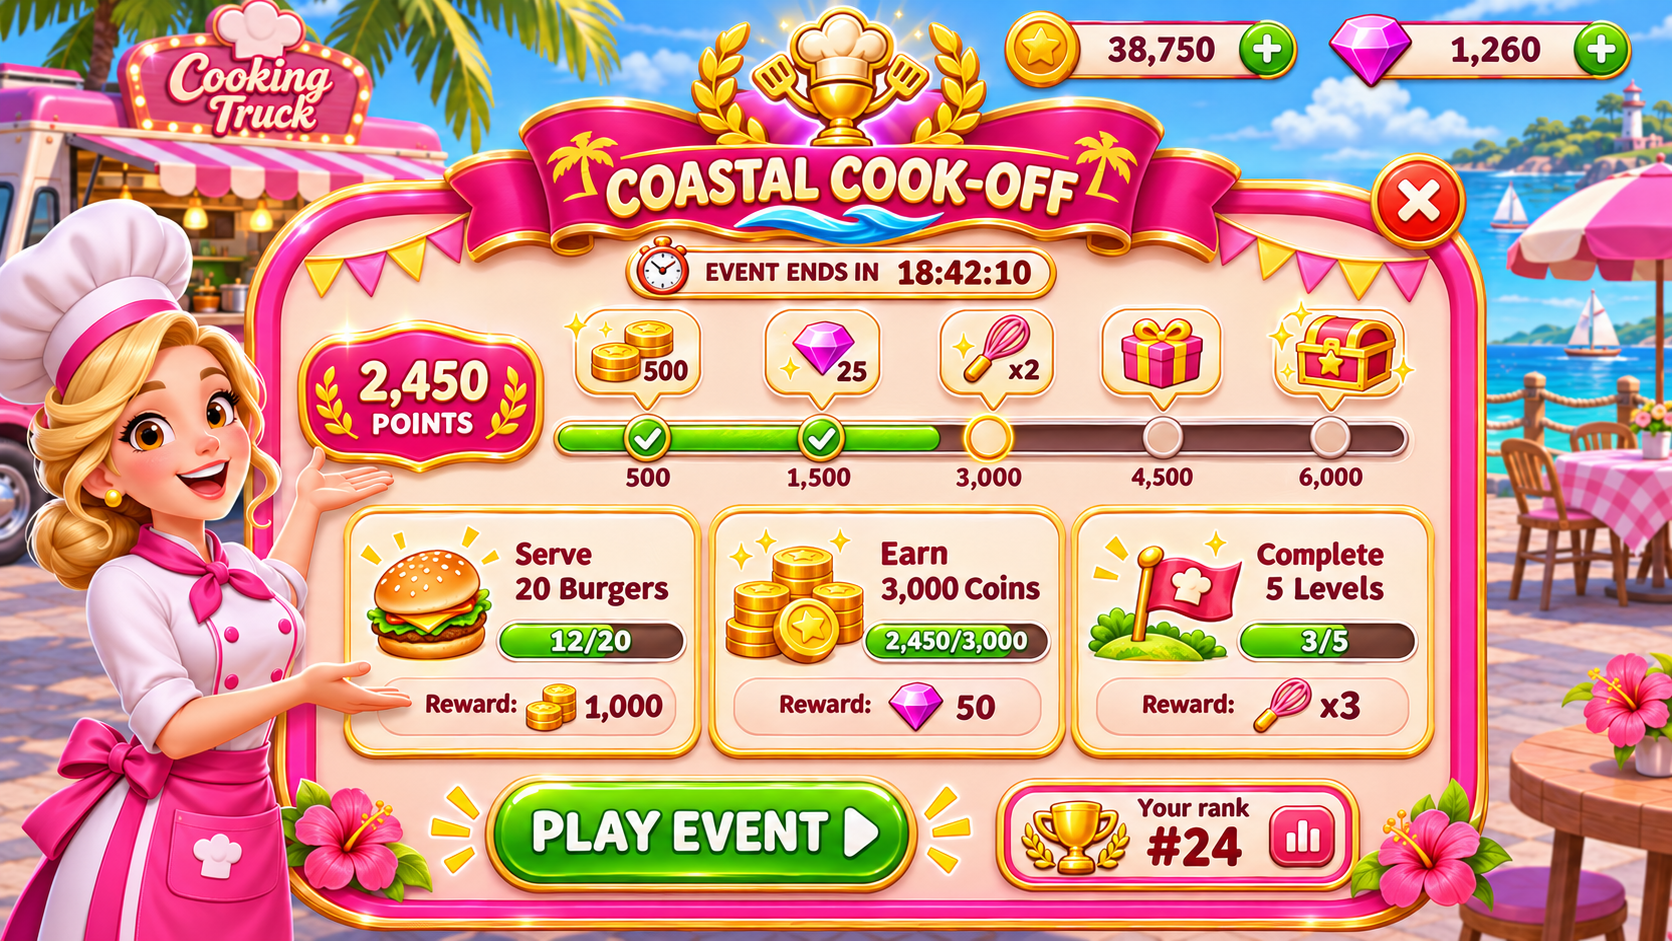 Cooking
Truck
38,750
1,260
COASTAL COOK-OFF
EVENT ENDS IN 18:42:10
2,450
POINTS
500
25
x2
500
1,500
3,000
4,500
6,000
Serve
20 Burgers
12/20
Reward: 1,000
Earn
3,000 Coins
2,450/3,000
Reward: 50
Complete
5 Levels
3/5
Reward: x3
PLAY EVENT
Your rank
#24